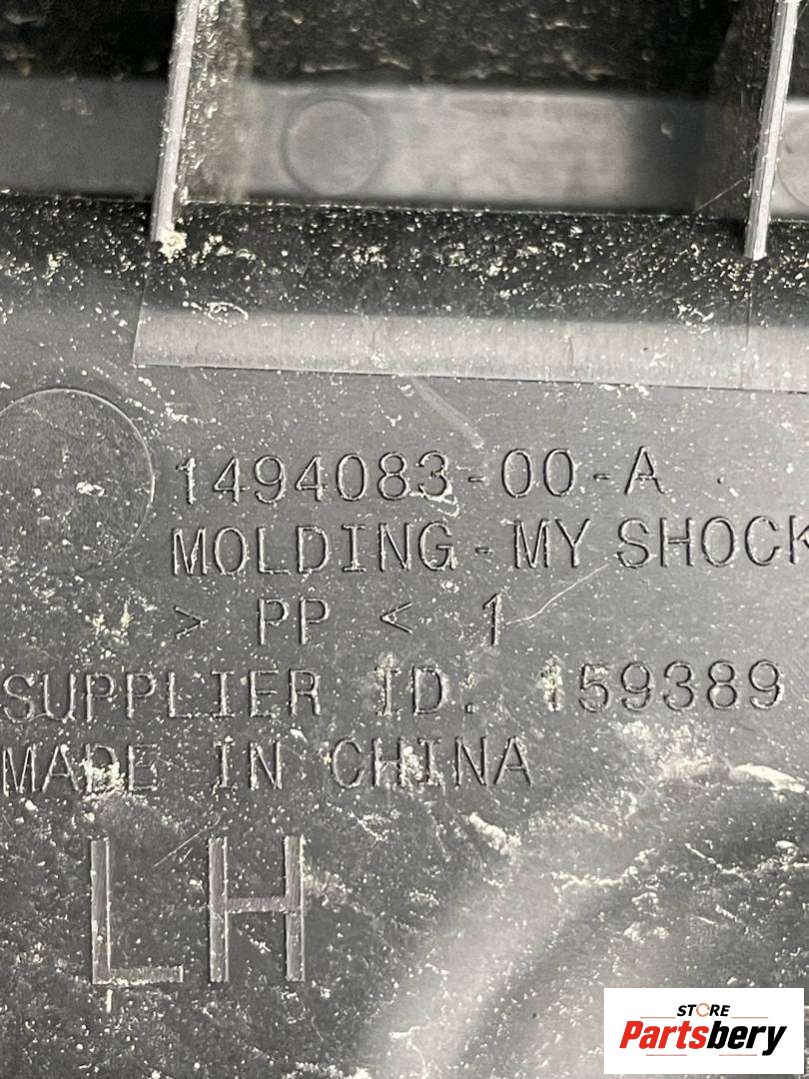 1494083-00-A
MOLDING-MY SHOCK
> PP < 1
SUPPLIER ID: 159389
MADE IN CHINA
LH
STORE
Partsbery